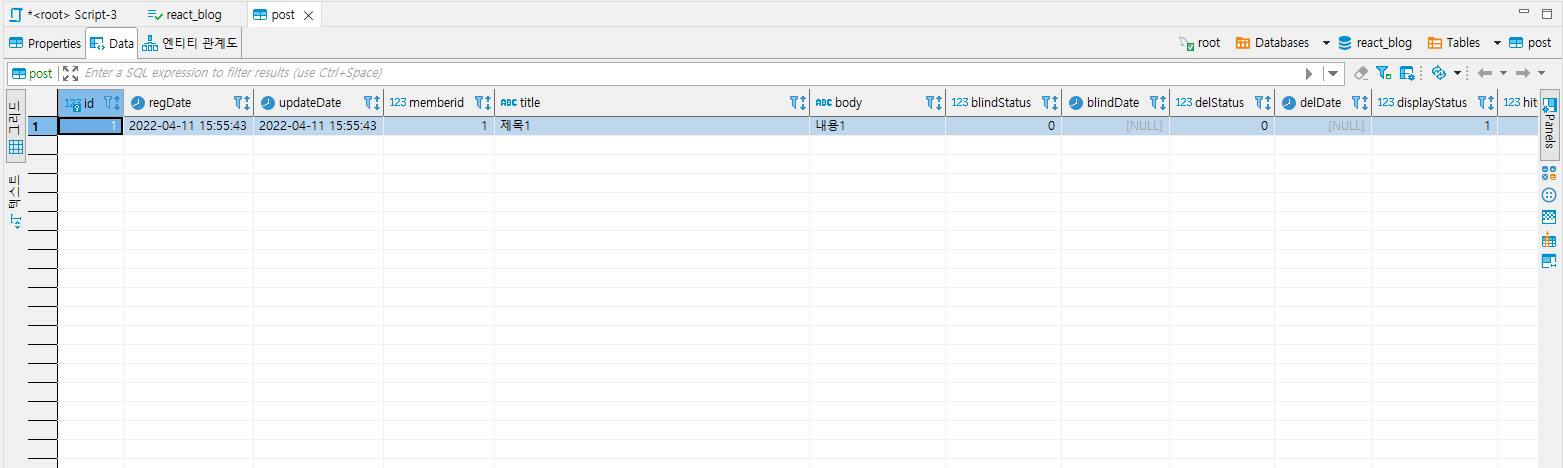 *<root> Script-3 react_blog post
Properties Data 엔티티 관계도 root Databases react_blog Tables post
post Enter a SQL expression to filter results (use Ctrl+Space)
그리드
텍스트
123 id regDate updateDate 123 memberid ABC title ABC body 123 blindStatus blindDate 123 delStatus delDate 123 displayStatus 123 hit
1 1 2022-04-11 15:55:43 2022-04-11 15:55:43 1 제목1 내용1 0 [NULL] 0 [NULL] 1
Panels